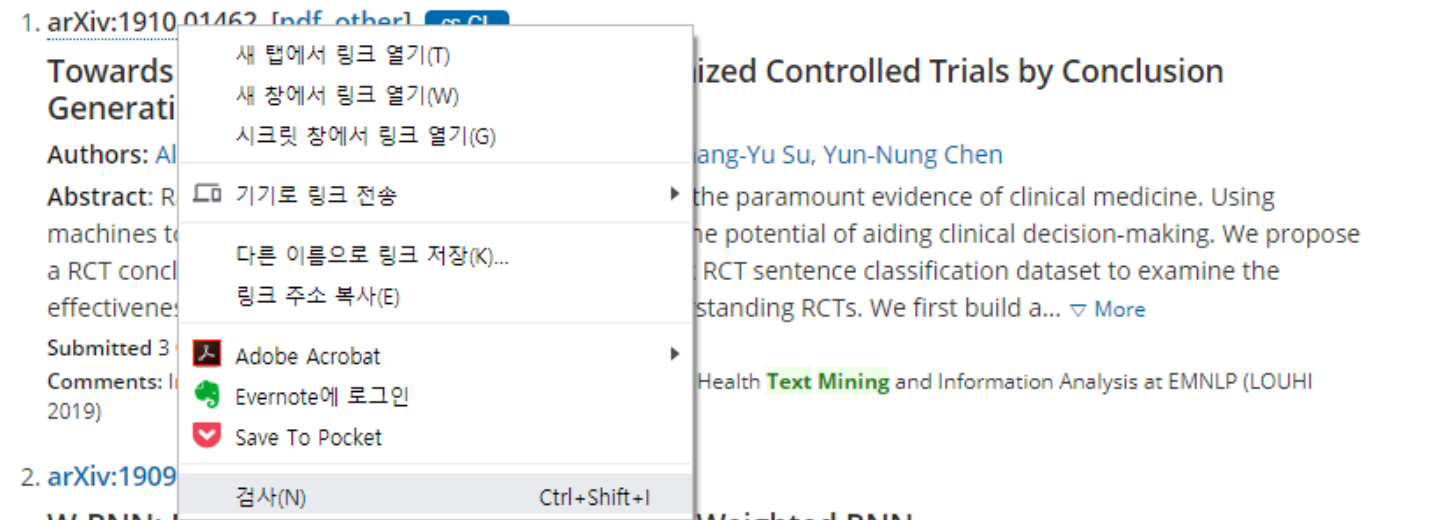 1. arXiv:1910.01462 [pdf, other] cs.CL
새 탭에서 링크 열기(T)
Towards ized Controlled Trials by Conclusion
새 창에서 링크 열기(W)
Generati
시크릿 창에서 링크 열기(G)
Authors: Al ang-Yu Su, Yun-Nung Chen
Abstract: R 기기로 링크 전송 the paramount evidence of clinical medicine. Using
machines to he potential of aiding clinical decision-making. We propose
다른 이름으로 링크 저장(K)...
a RCT concl RCT sentence classification dataset to examine the
링크 주소 복사(E)
effectivenes standing RCTs. We first build a... ▽ More
Submitted 3
Adobe Acrobat
Comments: I Health Text Mining and Information Analysis at EMNLP (LOUHI
Evernote에 로그인
2019)
Save To Pocket
2. arXiv:1909
검사(N) Ctrl+Shift+I